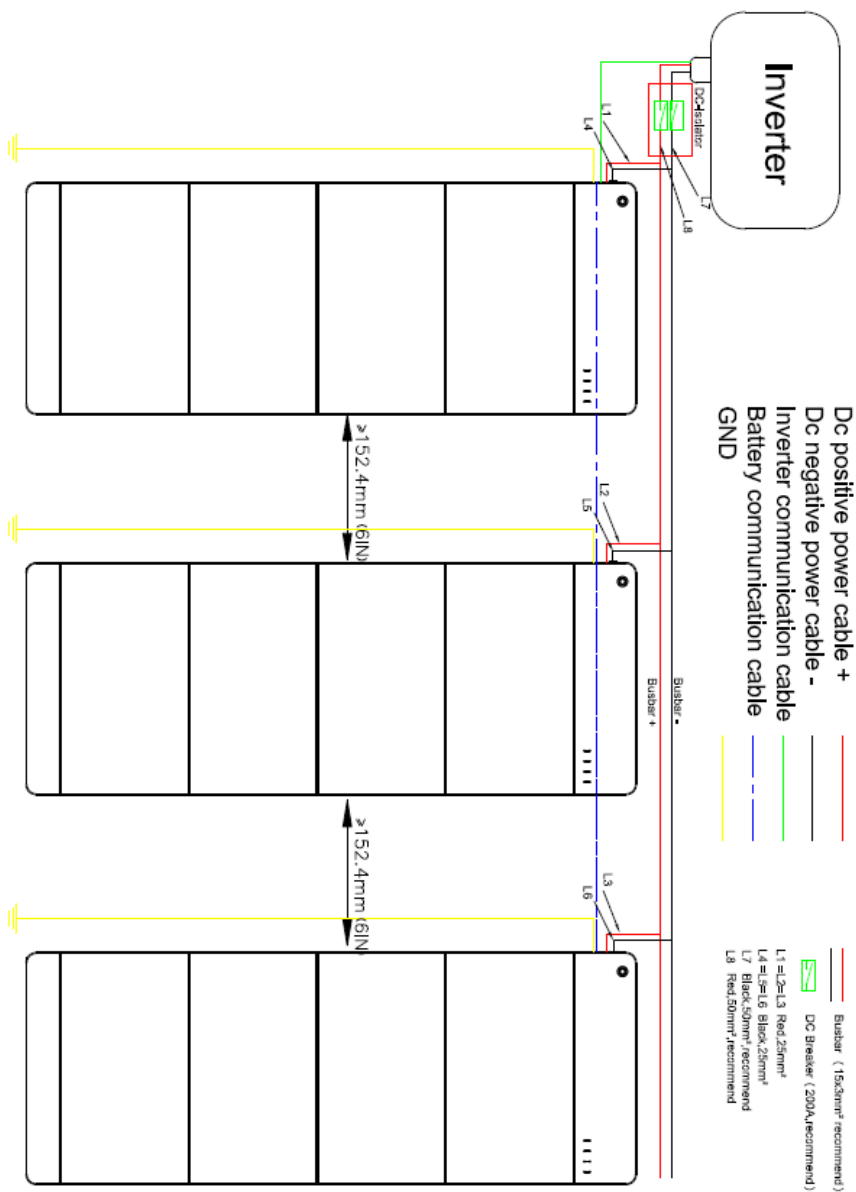 Inverter
DC-isolator
L1
L4
L7
L8
Dc positive power cable +
Dc negative power cable -
Inverter communication cable
Battery communication cable
GND
≥152.4mm (6IN)
L2
L5
Busbar -
Busbar +
≥152.4mm (6IN)
L3
L6
Busbar ( 15x3mm² recommend )
DC Breaker ( 200A,recommend )
L1 =L2=L3 Red,25mm²
L4 =L5=L6 Black,25mm²
L7 Black,50mm²,recommend
L8 Red,50mm²,recommend